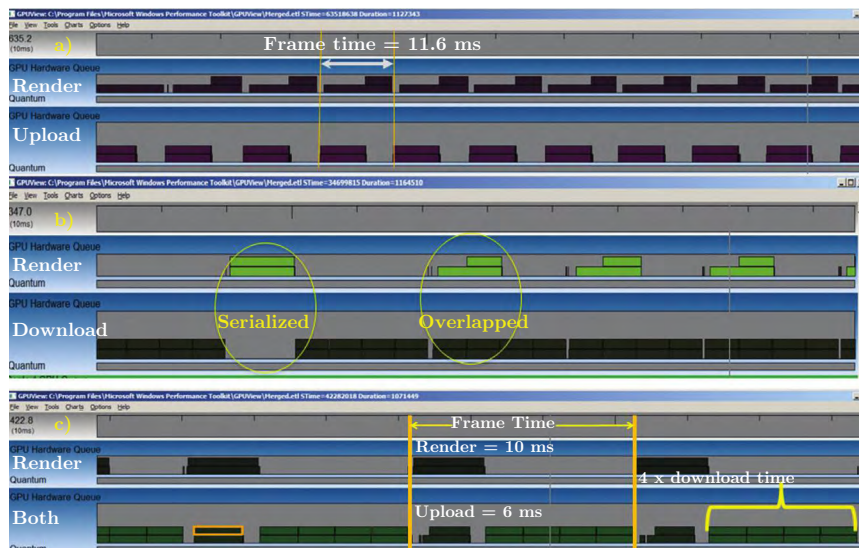 GPUView: C:\Program Files\Microsoft Windows Performance Toolkit\GPUView\Merged.etl STime=63518638 Duration=1127343
File View Tools Charts Options Help
635.2
(10ms)
a)
Frame time = 11.6 ms
GPU Hardware Queue
Render
Quantum
GPU Hardware Queue
Upload
Quantum
GPUView: C:\Program Files\Microsoft Windows Performance Toolkit\GPUView\Merged.etl STime=34699815 Duration=1164510
File View Tools Charts Options Help
347.0
(10ms)
b)
GPU Hardware Queue
Render
Quantum
GPU Hardware Queue
Serialized
Overlapped
Download
Quantum
GPUView: C:\Program Files\Microsoft Windows Performance Toolkit\GPUView\Merged.etl STime=42282018 Duration=1071449
File View Tools Charts Options Help
422.8
(10ms)
c)
Frame Time
GPU Hardware Queue
Render = 10 ms
Render
Quantum
4 x download time
GPU Hardware Queue
Upload = 6 ms
Both
Quantum